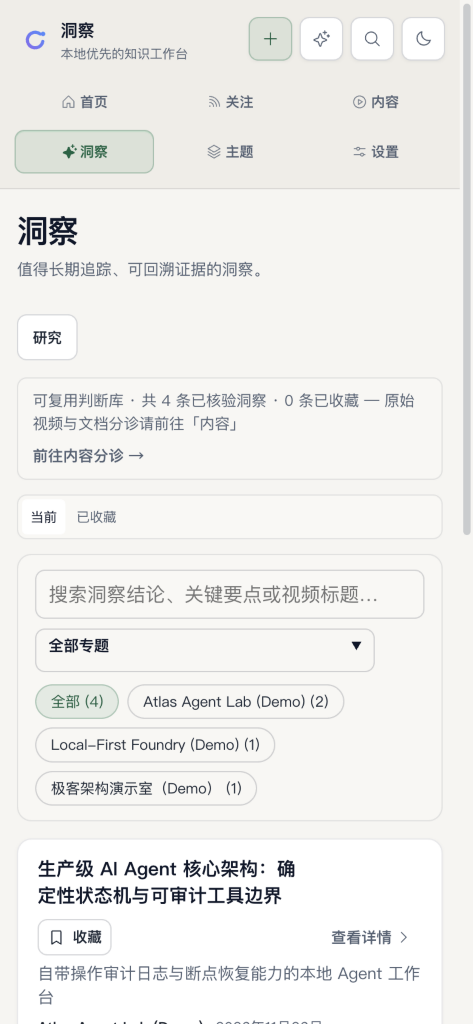 洞察
本地优先的知识工作台
首页
关注
内容
洞察
主题
设置
洞察
值得长期追踪、可回溯证据的洞察。
研究
可复用判断库 · 共 4 条已核验洞察 · 0 条已收藏 — 原始
视频与文档分诊请前往「内容」
前往内容分诊 →
当前
已收藏
搜索洞察结论、关键要点或视频标题...
全部专题
全部 (4)
Atlas Agent Lab (Demo) (2)
Local-First Foundry (Demo) (1)
极客架构演示室（Demo） (1)
生产级 AI Agent 核心架构：确
定性状态机与可审计工具边界
收藏
查看详情
自带操作审计日志与断点恢复能力的本地 Agent 工作
台